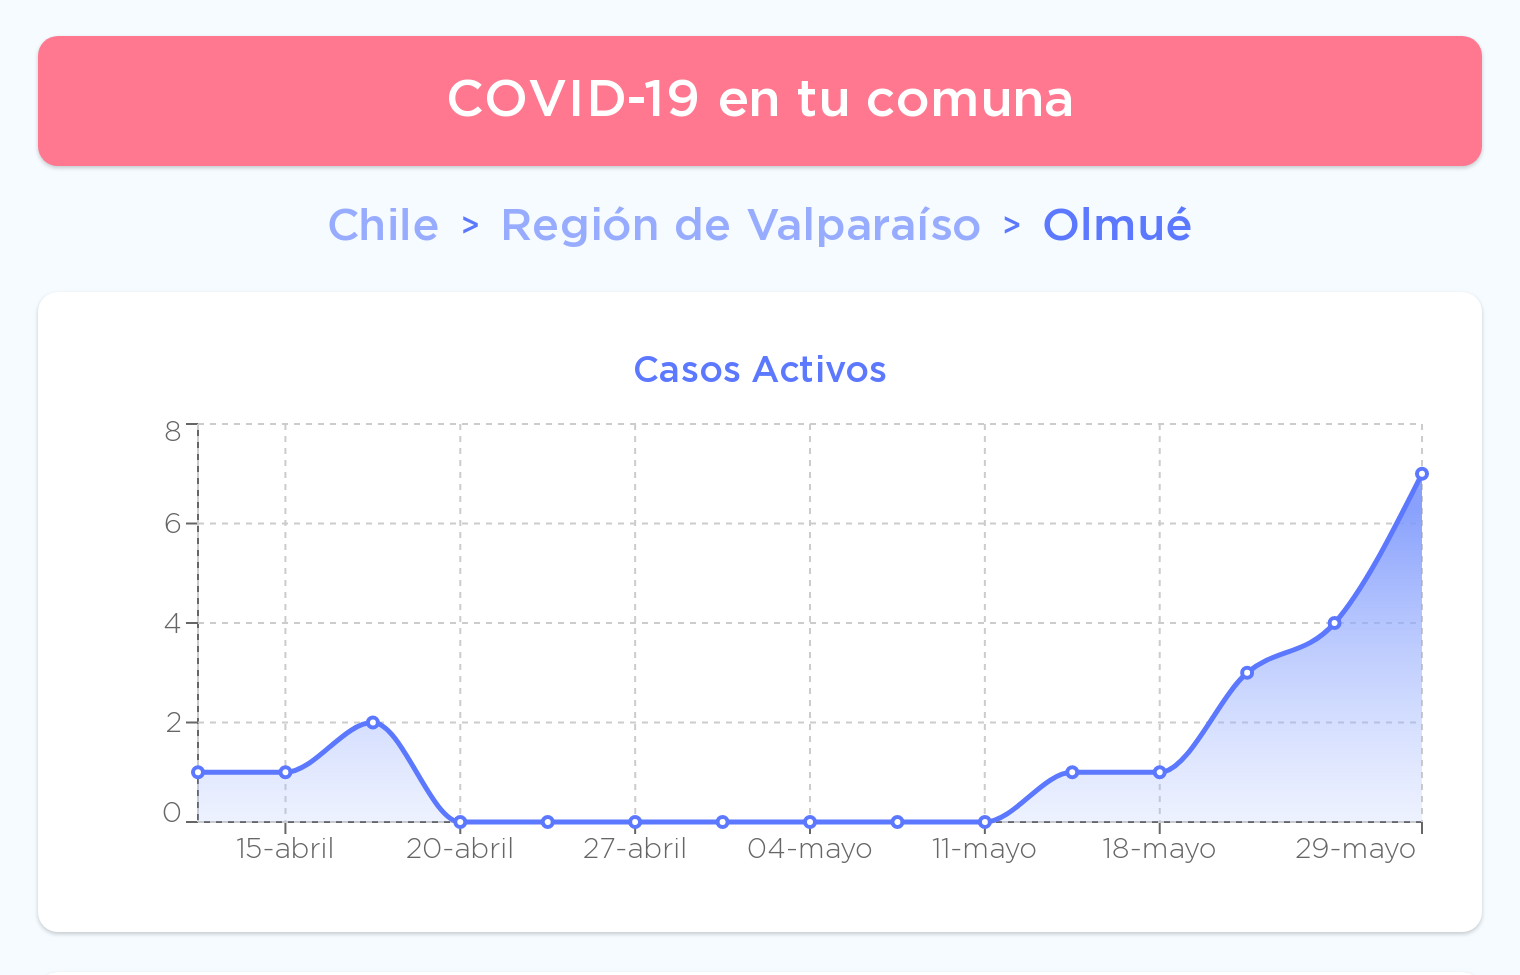 COVID-19 en tu comuna
Chile > Región de Valparaíso > Olmué
Casos Activos
8
6
4
2
0
15-abril 20-abril 27-abril 04-mayo 11-mayo 18-mayo 29-mayo